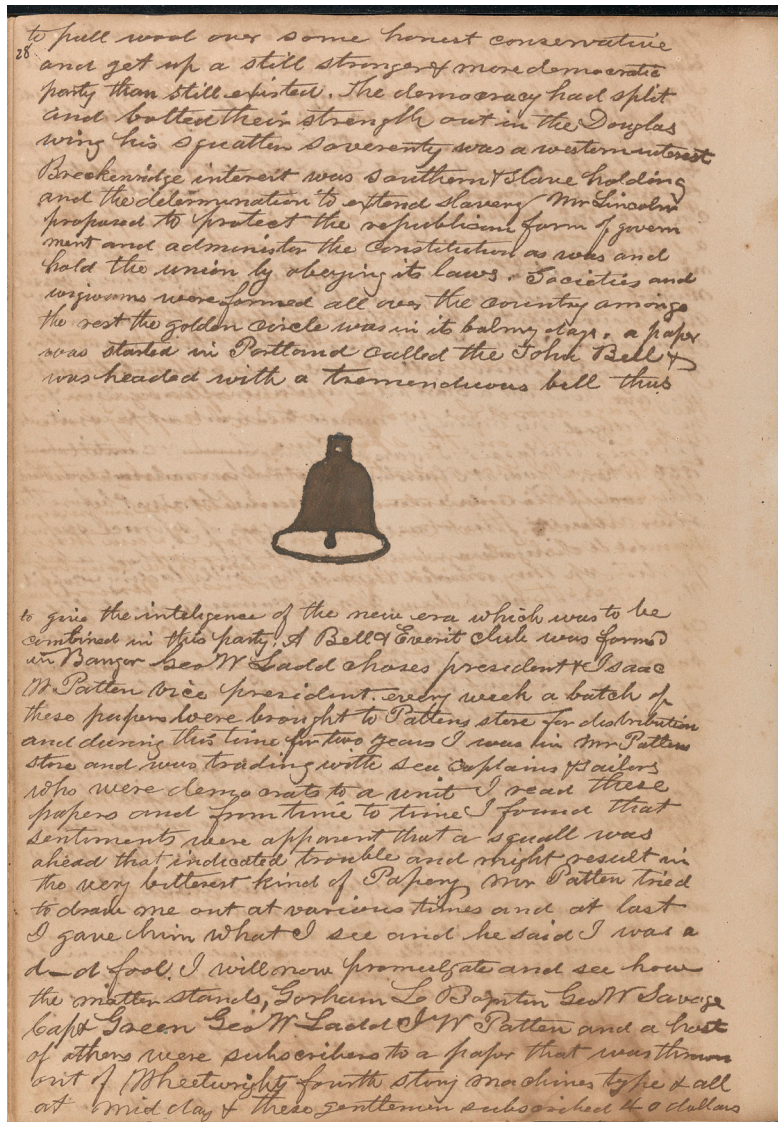 to pull wool over some honest conservative
28
and get up a still stronger & more democratic
party than still existed. The democracy had split
and bolted their strength out in the Douglas
wing his squatten soverenty was a western interest
Breckenridge interest was southern & Slave holding
and the determination to extend slavery Mr Lincoln
proposed to protect the republican form of govern
ment and administer the Constitution as was and
hold the union by obeying its laws. Societies and
wigwams were formed all over the country amongs
the rest the golden circle was in its balmy days. a paper
was started in Portland called the John Bell &
was headed with a tremenduous bell thus
to give the inteligence of the new era which was to be
combined in this party. A Bell & Everit club was formd
in Bangor Geo W Ladd choses president & Isaac
W Patten vice president. every week a batch of
these papers were brought to Pattens store for distribution
and during this time for two years I was in Mr Pattens
store and was trading with sea captains & sailors
who were democrats to a unit I read these
papers and from time to time I found that
sentiments were apparent that a squall was
ahead that indicated trouble and might result in
the very bitterest kind of Papery Mr Patten tried
to draw me out at various times and at last
I gave him what I see and he said I was a
d—d fool. I will now promulgate and see how
the matter stands, Gorham L Boynton Geo W Savage
Capt Green Geo W Ladd I W Patten and a host
of others were subscribers to a paper that was thrown
out of Wheelwrights fourth story machines type & all
at mid day & these gentlemen subscribed 40 dollars